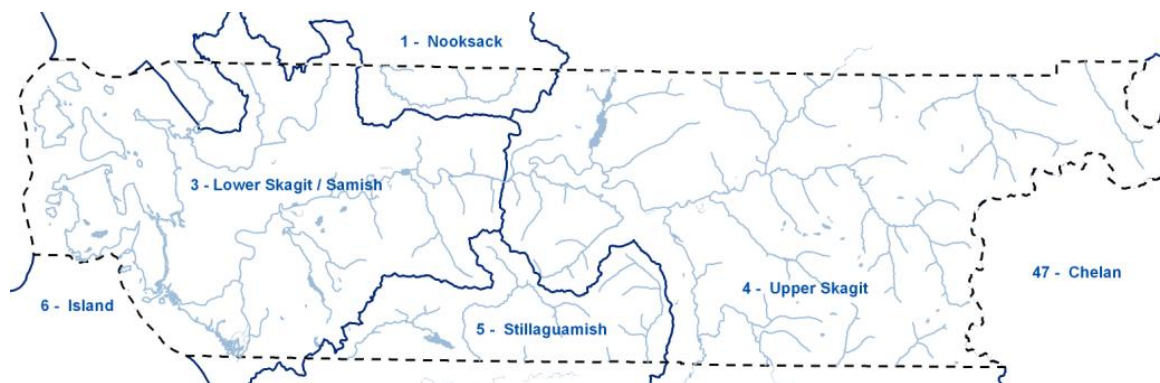 1 - Nooksack
3 - Lower Skagit / Samish
47 - Chelan
4 - Upper Skagit
6 - Island
5 - Stillaguamish